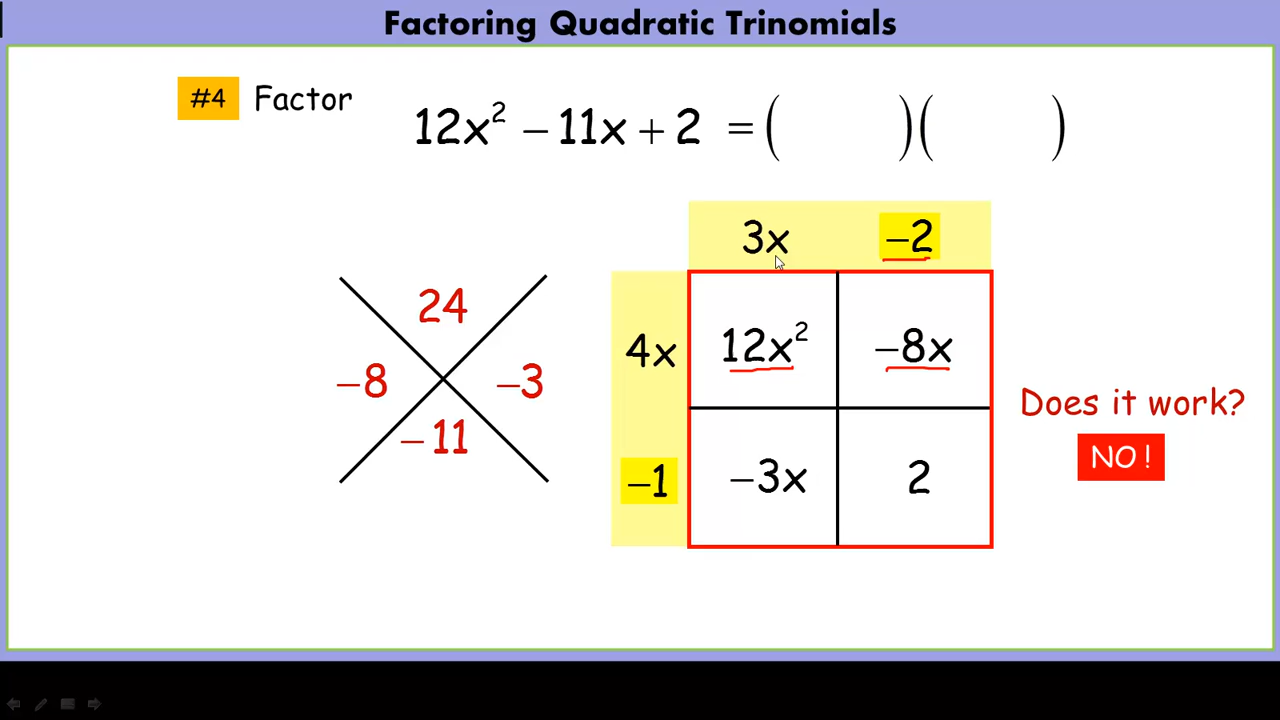 Factoring Quadratic Trinomials
#4 Factor
12x² − 11x + 2 = ( )( )
3x −2
24
−8 −3
−11
4x 12x² −8x
Does it work?
NO !
−1 −3x 2